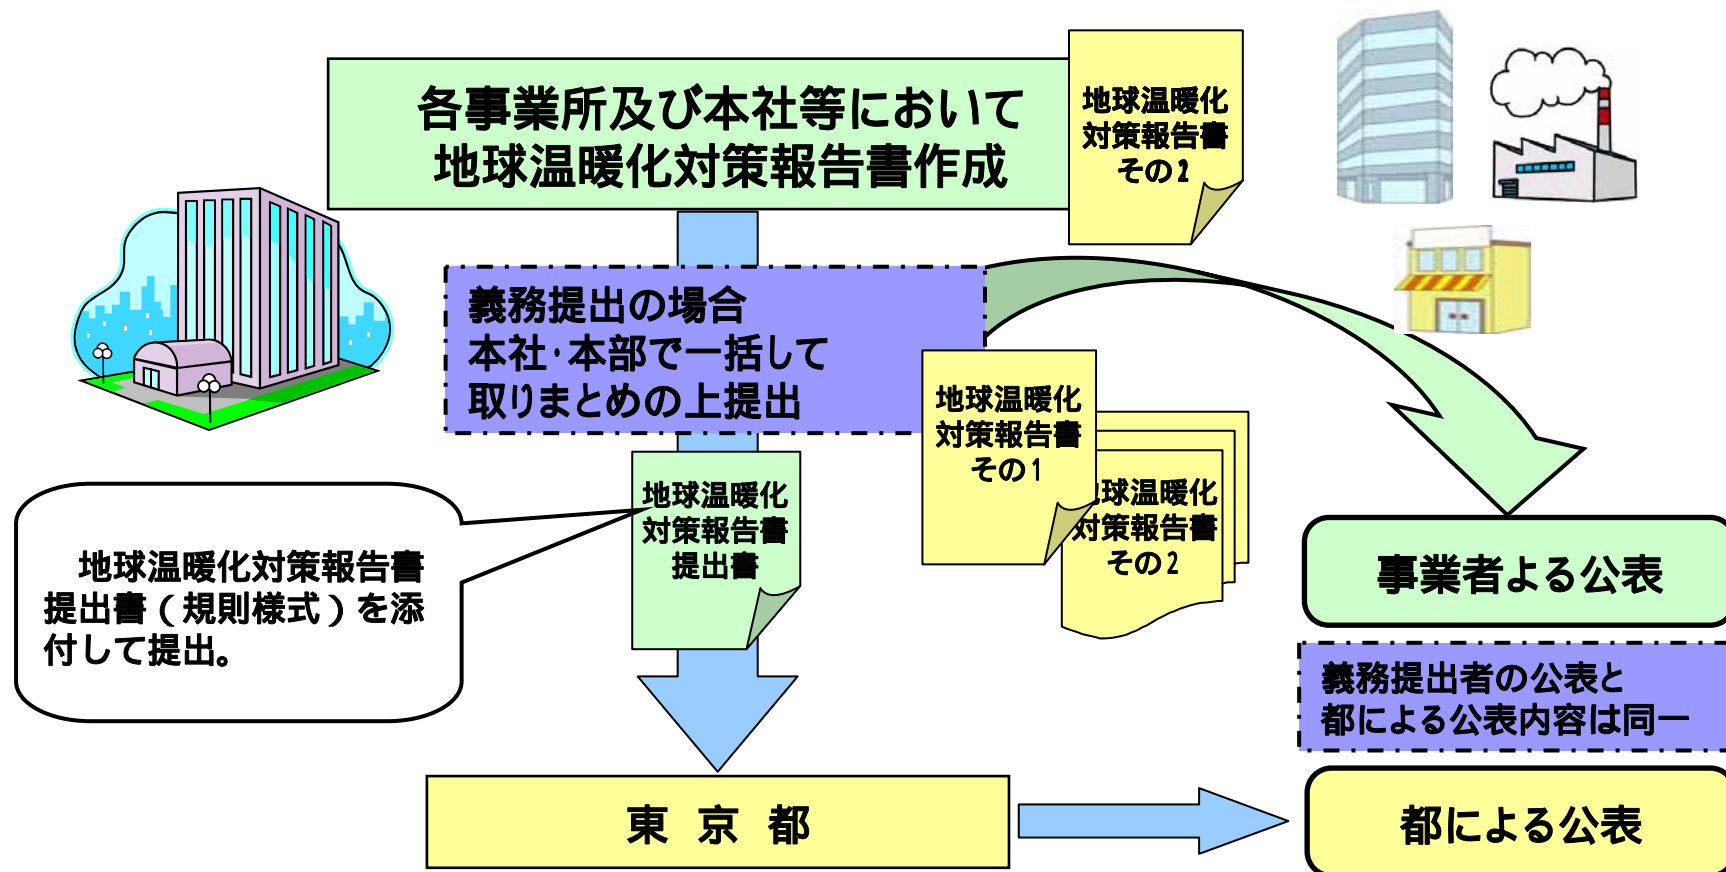 各事業所及び本社等において
地球温暖化対策報告書作成
地球温暖化
対策報告書
その2
義務提出の場合
本社・本部で一括して
取りまとめの上提出
地球温暖化
対策報告書
その1
球温暖化
対策報告書
その2
地球温暖化
対策報告書
提出書
地球温暖化対策報告書
提出書（規則様式）を添
付して提出。
事業者よる公表
義務提出者の公表と
都による公表内容は同一
東 京 都
都による公表